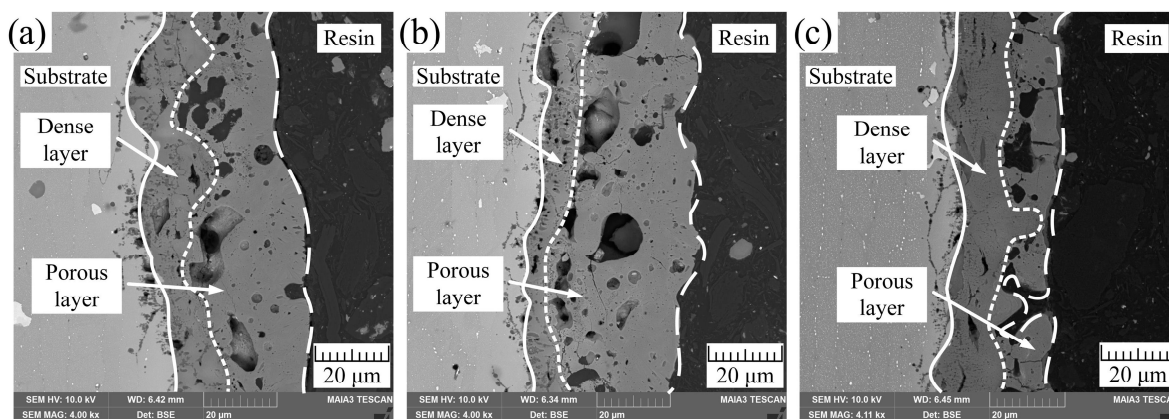 (a)
Resin
Substrate
Dense
layer
Porous
layer
20 μm
SEM HV: 10.0 kV WD: 6.42 mm MAIA3 TESCAN
SEM MAG: 4.00 kx Det: BSE 20 μm
(b)
Resin
Substrate
Dense
layer
Porous
layer
20 μm
SEM HV: 10.0 kV WD: 6.34 mm MAIA3 TESCAN
SEM MAG: 4.00 kx Det: BSE 20 μm
(c)
Resin
Substrate
Dense
layer
Porous
layer
20 μm
SEM HV: 10.0 kV WD: 6.45 mm MAIA3 TESCAN
SEM MAG: 4.11 kx Det: BSE 20 μm